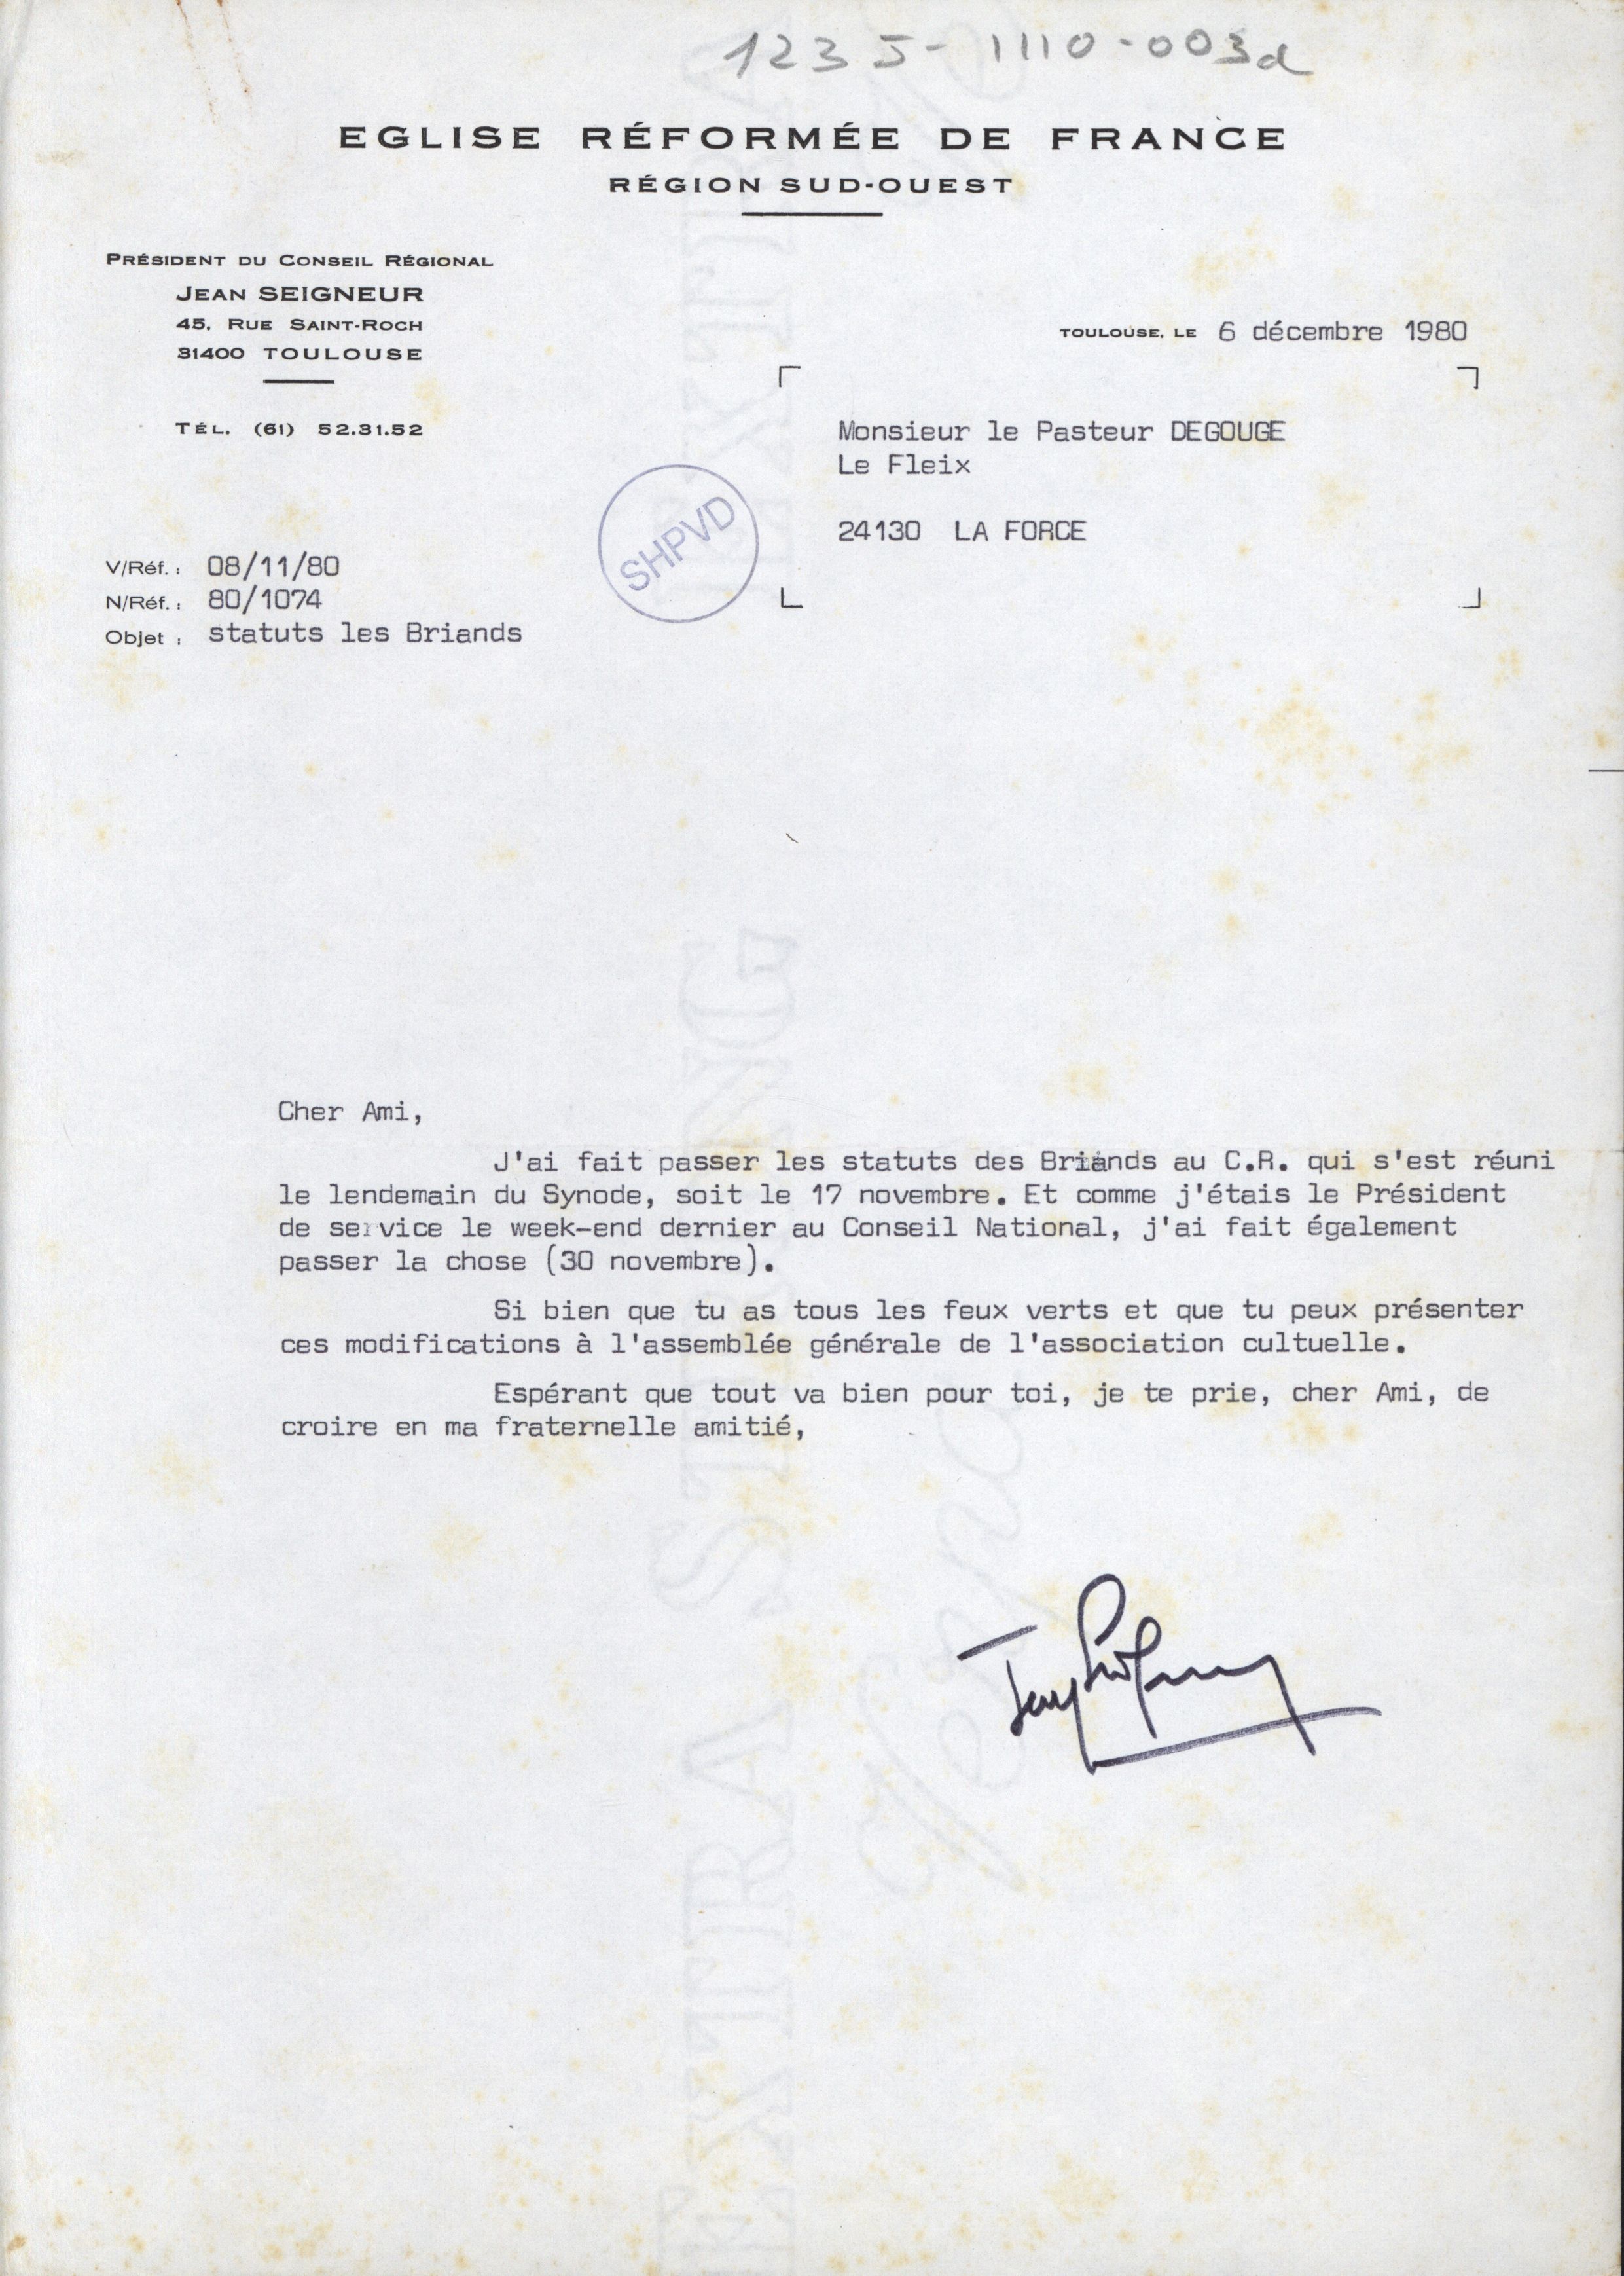 123 J - 1110 - 003d
EGLISE RÉFORMÉE DE FRANCE
RÉGION SUD-OUEST
PRÉSIDENT DU CONSEIL RÉGIONAL
JEAN SEIGNEUR
45, RUE SAINT-ROCH
31400 TOULOUSE
TÉL. (61) 52.31.52
TOULOUSE, LE 6 décembre 1980
Monsieur le Pasteur DEGOUGE
Le Fleix
24130 LA FORCE
SHPVD
V/Réf. : 08/11/80
N/Réf. : 80/1074
Objet : statuts les Briands
Cher Ami,
J'ai fait passer les statuts des Briands au C.R. qui s'est réuni
le lendemain du Synode, soit le 17 novembre. Et comme j'étais le Président
de service le week-end dernier au Conseil National, j'ai fait également
passer la chose (30 novembre).
Si bien que tu as tous les feux verts et que tu peux présenter
ces modifications à l'assemblée générale de l'association cultuelle.
Espérant que tout va bien pour toi, je te prie, cher Ami, de
croire en ma fraternelle amitié,
EXTRA STRONG